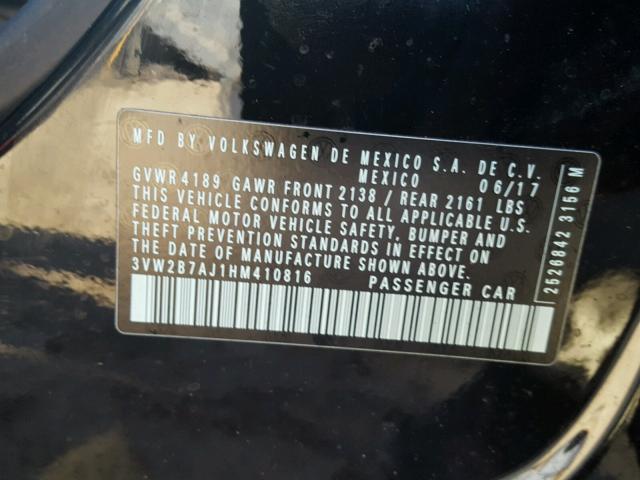 MFD BY VOLKSWAGEN DE MEXICO S.A. DE C.V.
MEXICO 06/17
GVWR 4189 GAWR FRONT 2138 / REAR 2161 LBS
THIS VEHICLE CONFORMS TO ALL APPLICABLE U.S.
FEDERAL MOTOR VEHICLE SAFETY, BUMPER AND
THEFT PREVENTION STANDARDS IN EFFECT ON
THE DATE OF MANUFACTURE SHOWN ABOVE.
3VW2B7AJ1HM410816 PASSENGER CAR
2526842 3156 M